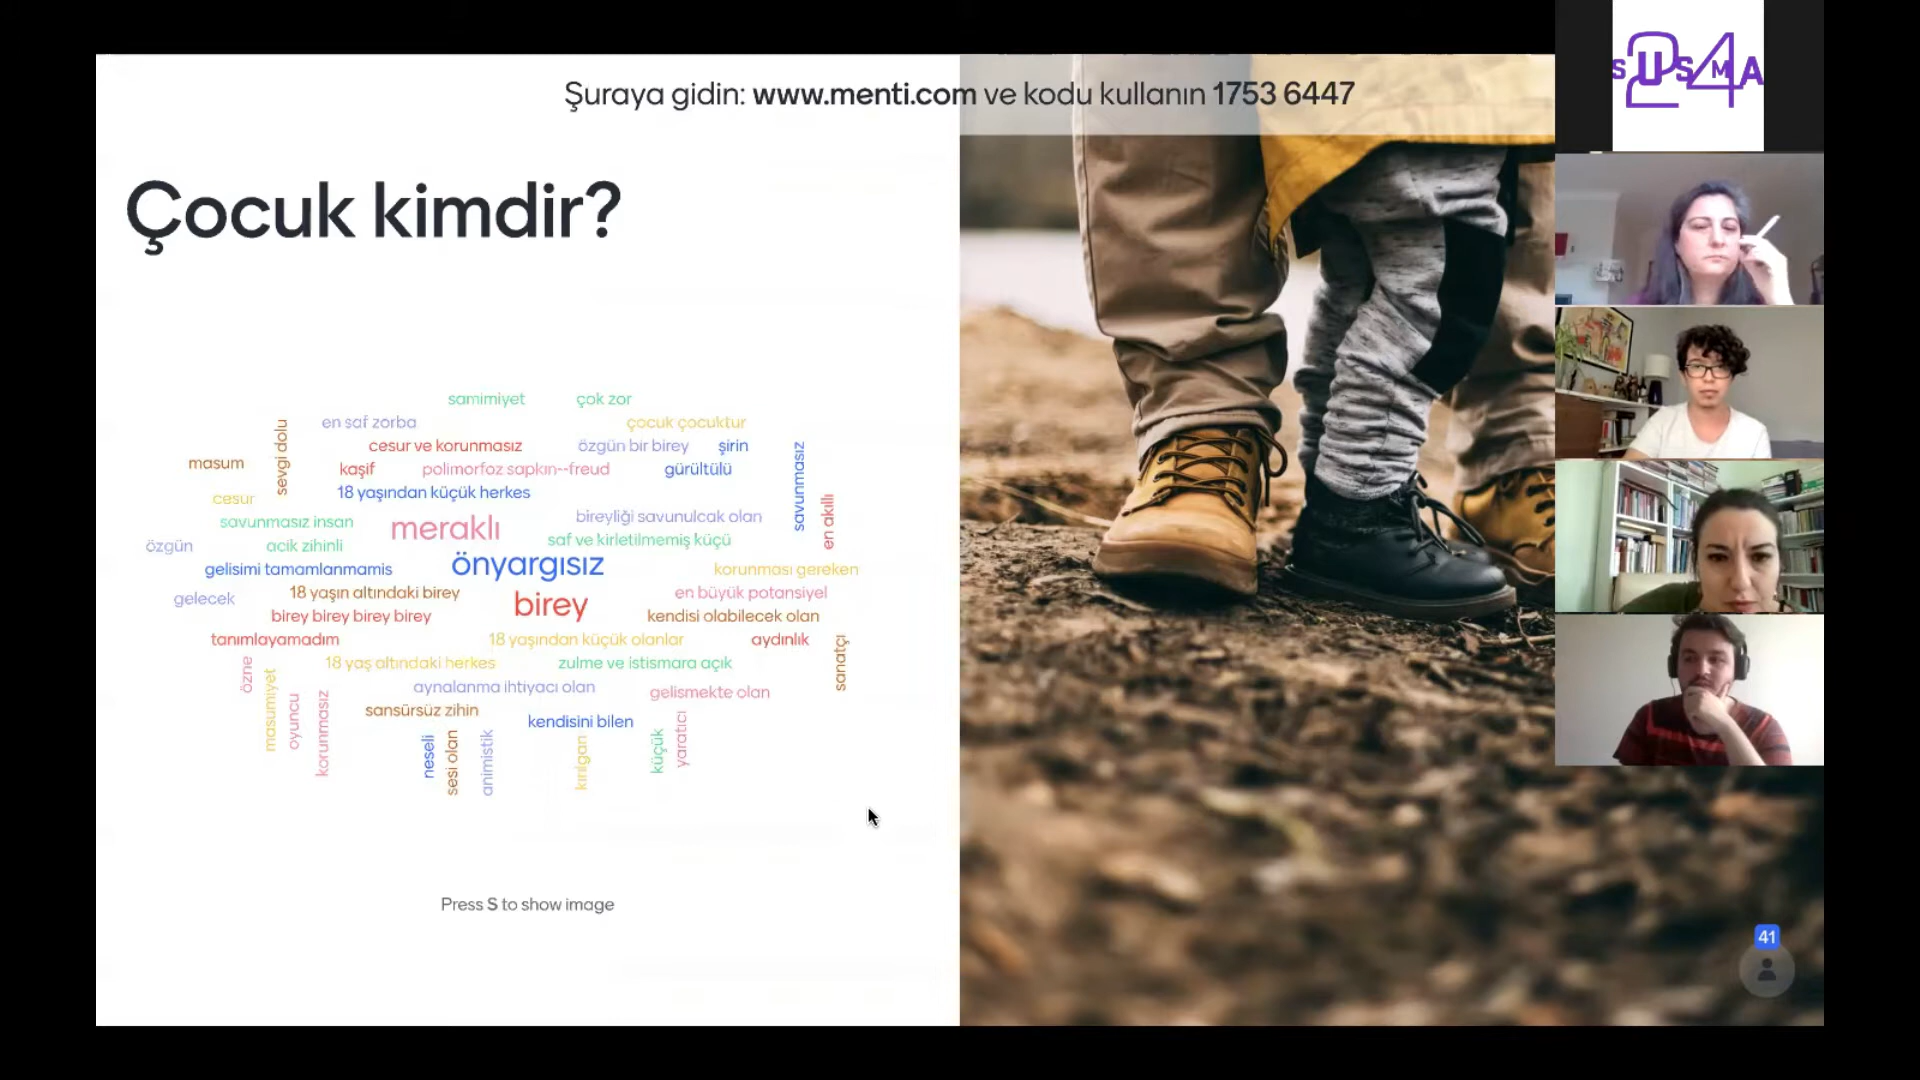 Şuraya gidin: www.menti.com ve kodu kullanın 1753 6447
SUSMA
24
Çocuk kimdir?
samimiyet
çok zor
en saf zorba
çocuk çocuktur
sevgi dolu
cesur ve korunmasız
özgün bir birey
şirin
masum
kaşif
polimorfoz sapkın--freud
gürültülü
savunmasız
cesur
18 yaşından küçük herkes
en akıllı
savunmasız insan
meraklı
bireyliği savunulcak olan
özgün
acik zihinli
saf ve kirletilmemiş küçü
gelisimi tamamlanmamis
önyargısız
korunması gereken
gelecek
18 yaşın altındaki birey
birey
en büyük potansiyel
birey birey birey birey
kendisi olabilecek olan
tanımlayamadım
18 yaşından küçük olanlar
aydınlık
sanatçı
özne
18 yaş altındaki herkes
zulme ve istismara açık
masumiyet
oyuncu
korunmasız
aynalanma ihtiyacı olan
gelismekte olan
sansürsüz zihin
kendisini bilen
neseli
sesi olan
animistik
kırılgan
küçük
yaratıcı
Press S to show image
41